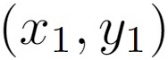 (x₁, y₁)